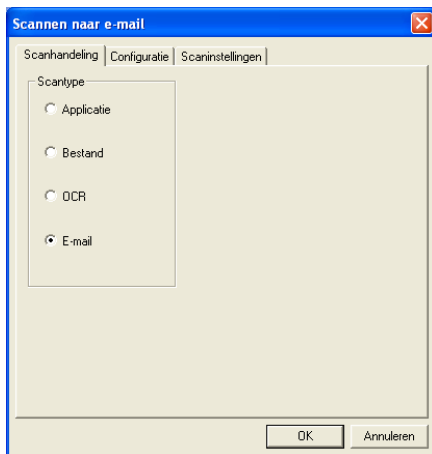 Scannen naar e-mail
Scanhandeling Configuratie Scaninstellingen
Scantype
Applicatie
Bestand
OCR
E-mail
OK Annuleren